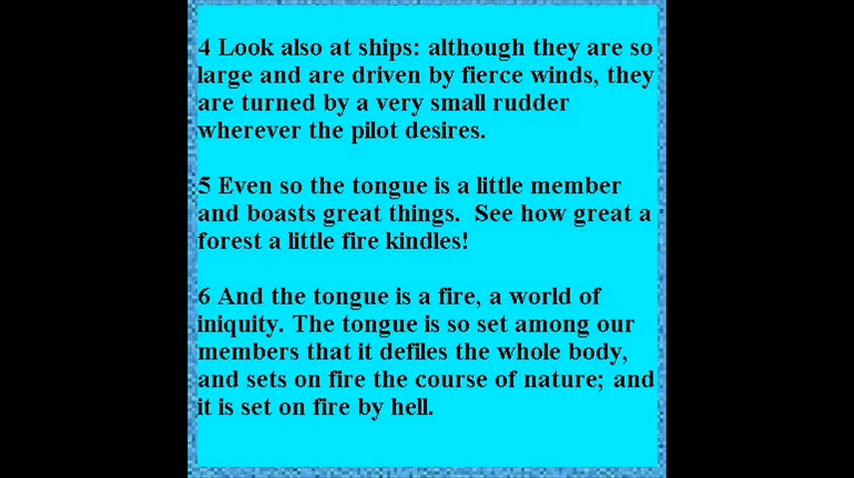 4 Look also at ships: although they are so
large and are driven by fierce winds, they
are turned by a very small rudder
wherever the pilot desires.
5 Even so the tongue is a little member
and boasts great things.  See how great a
forest a little fire kindles!
6 And the tongue is a fire, a world of
iniquity. The tongue is so set among our
members that it defiles the whole body,
and sets on fire the course of nature; and
it is set on fire by hell.